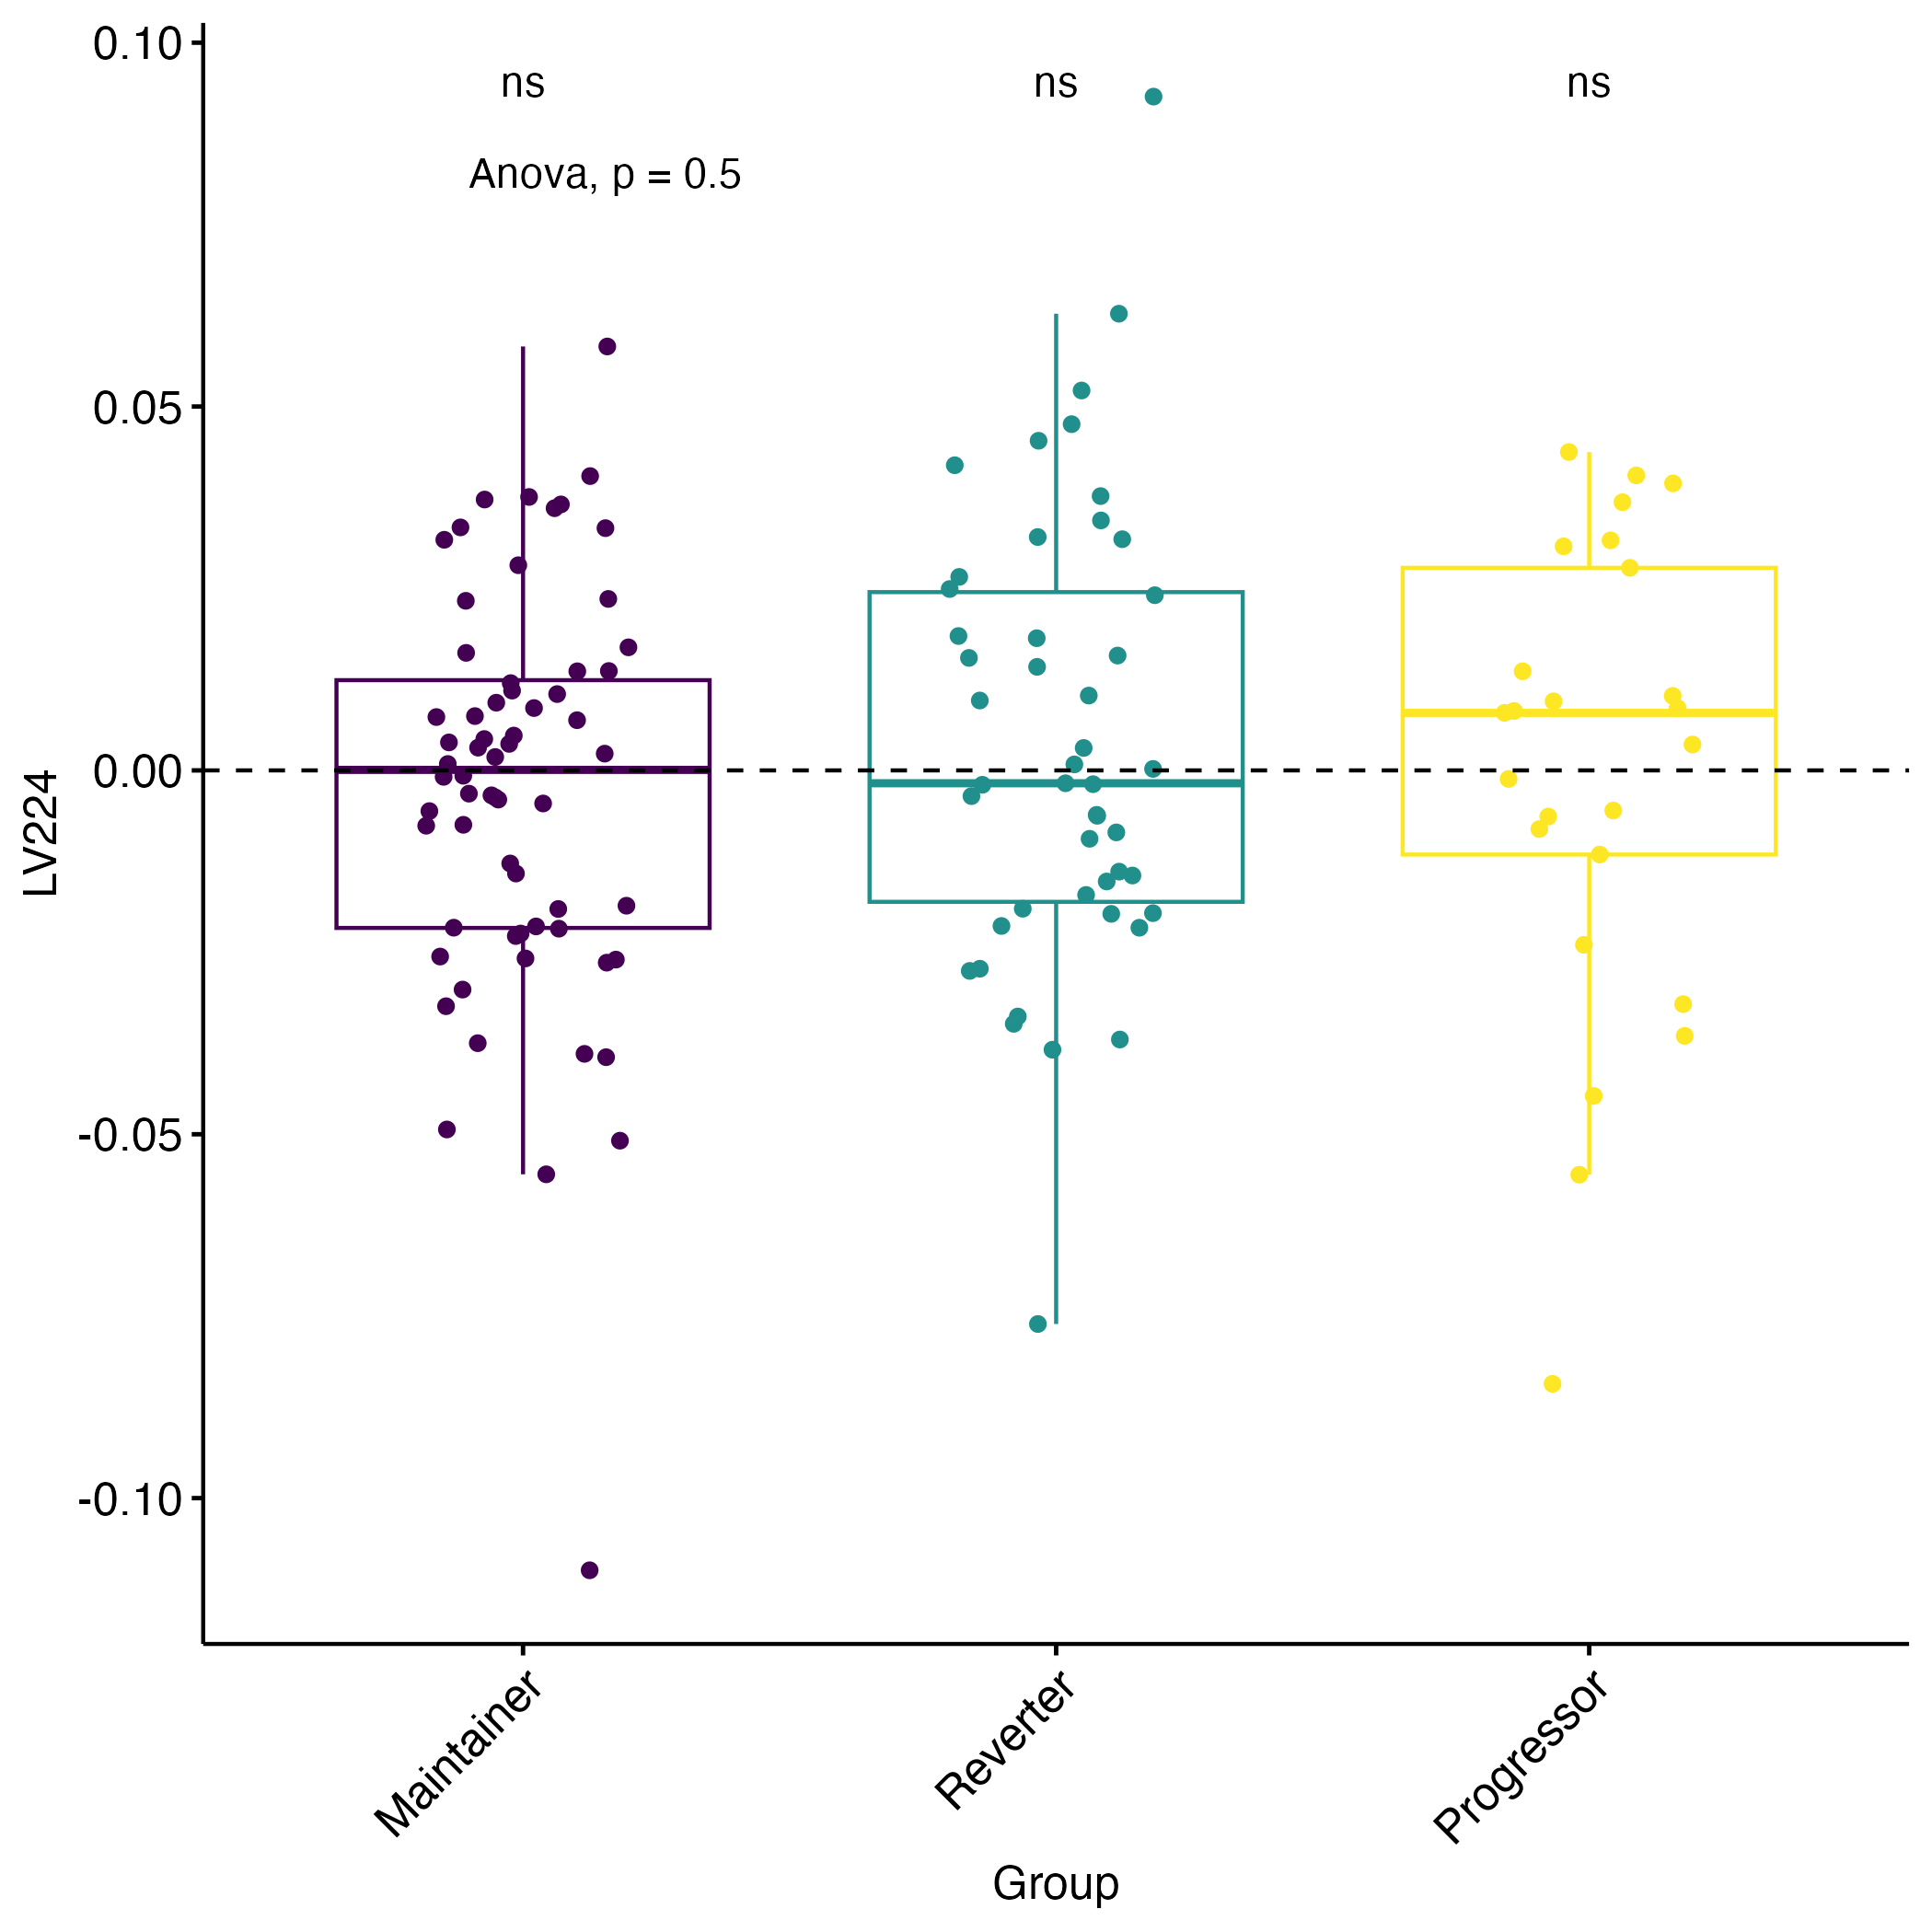 0.10
0.05
0.00
-0.05
-0.10
LV224
ns
ns
ns
Anova, p = 0.5
Maintainer
Reverter
Progressor
Group